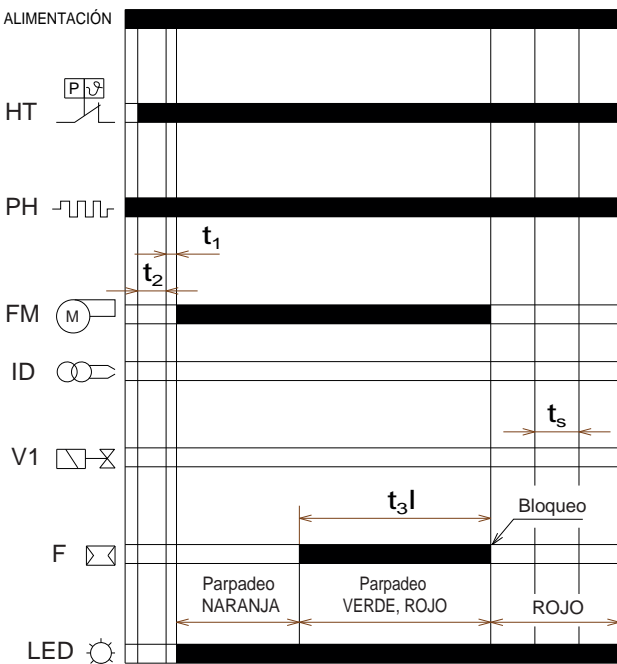 ALIMENTACIÓN
P ϑ
HT
PH
t₁
t₂
FM M
ID
tₛ
V1
t₃l
Bloqueo
F
Parpadeo
NARANJA
Parpadeo
VERDE, ROJO
ROJO
LED